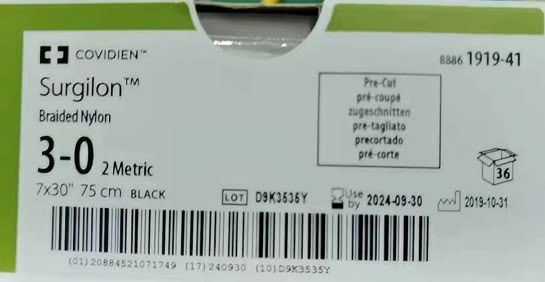 COVIDIEN™
8886 1919-41
Surgilon™
Braided Nylon
3-0 2 Metric
7x30" 75 cm BLACK
Pre-Cut
pré-coupé
zugeschnitten
pre-tagliato
precortado
pré-corte
36
LOT D9K3535Y
Use by 2024-09-30
2019-10-31
(01)20884521071749 (17)240930 (10)D9K3535Y